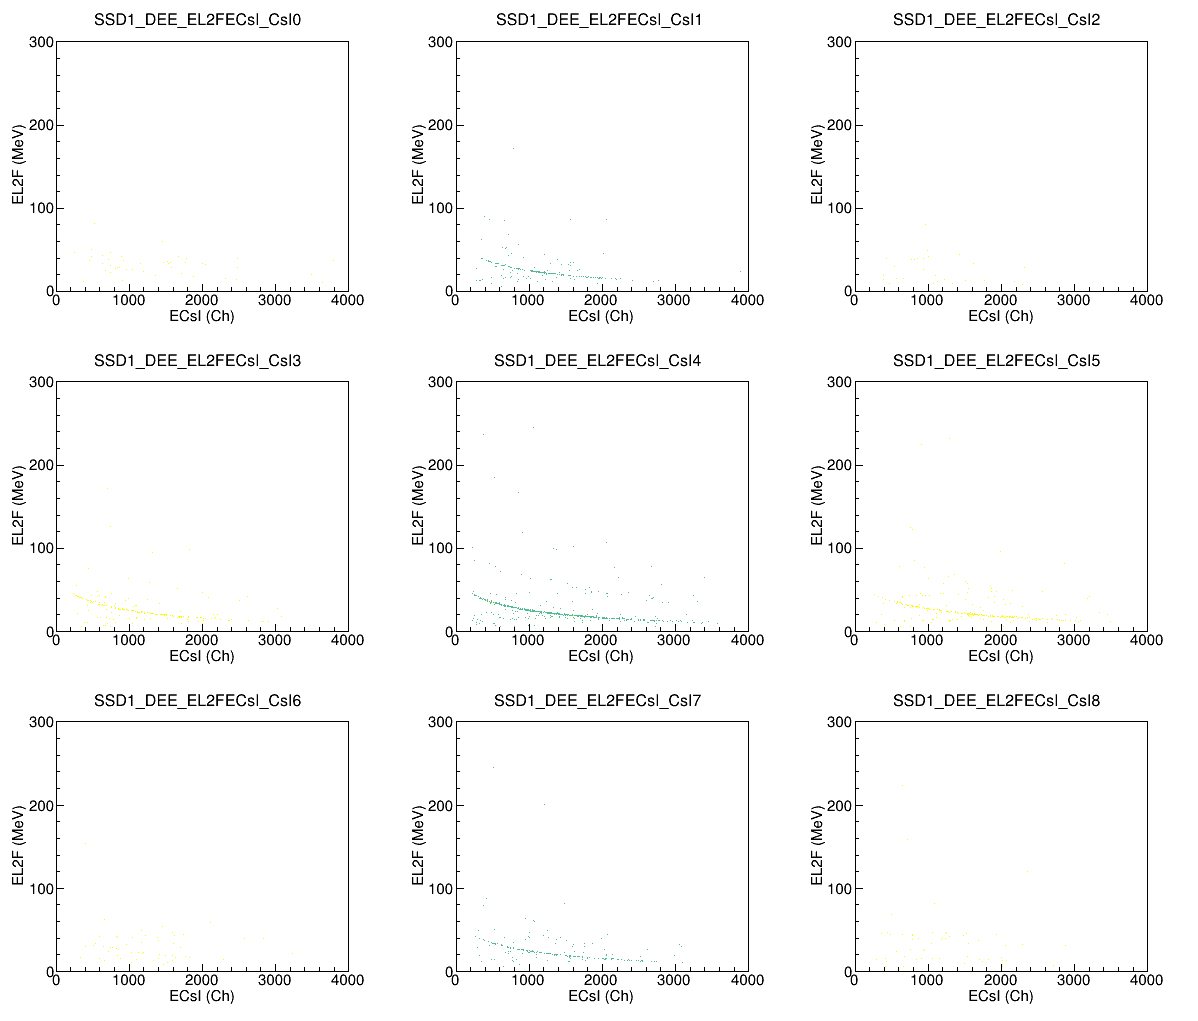 SSD1_DEE_EL2FECsI_CsI0
300
200
100
0
EL2F (MeV)
0 1000 2000 3000 4000
ECsI (Ch)
SSD1_DEE_EL2FECsI_CsI1
300
200
100
0
EL2F (MeV)
0 1000 2000 3000 4000
ECsI (Ch)
SSD1_DEE_EL2FECsI_CsI2
300
200
100
0
EL2F (MeV)
0 1000 2000 3000 4000
ECsI (Ch)
SSD1_DEE_EL2FECsI_CsI3
300
200
100
0
EL2F (MeV)
0 1000 2000 3000 4000
ECsI (Ch)
SSD1_DEE_EL2FECsI_CsI4
300
200
100
0
EL2F (MeV)
0 1000 2000 3000 4000
ECsI (Ch)
SSD1_DEE_EL2FECsI_CsI5
300
200
100
0
EL2F (MeV)
0 1000 2000 3000 4000
ECsI (Ch)
SSD1_DEE_EL2FECsI_CsI6
300
200
100
0
EL2F (MeV)
0 1000 2000 3000 4000
ECsI (Ch)
SSD1_DEE_EL2FECsI_CsI7
300
200
100
0
EL2F (MeV)
0 1000 2000 3000 4000
ECsI (Ch)
SSD1_DEE_EL2FECsI_CsI8
300
200
100
0
EL2F (MeV)
0 1000 2000 3000 4000
ECsI (Ch)